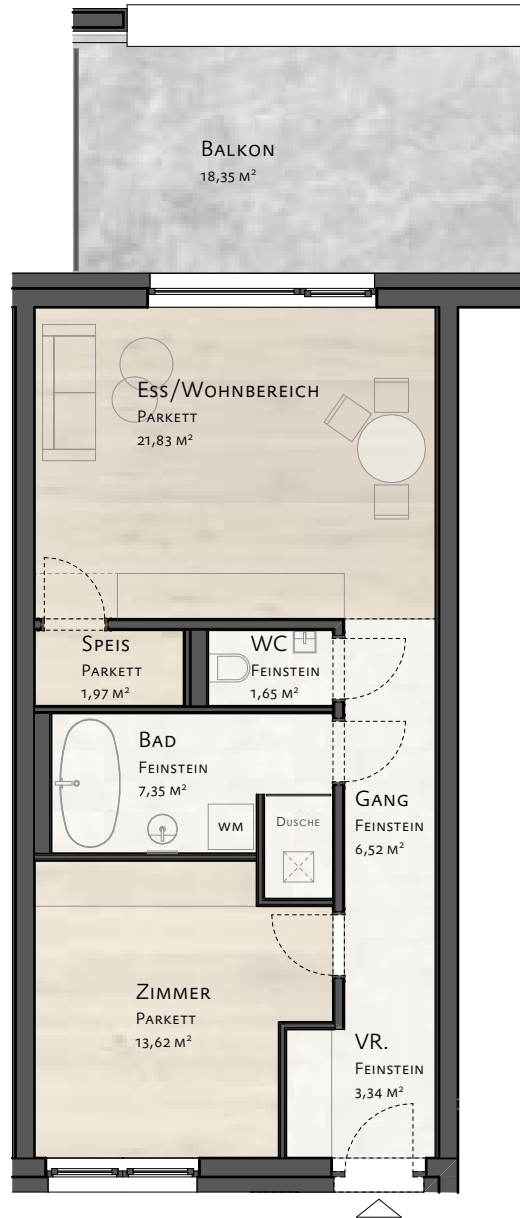 Balkon
18,35 m²
Ess/Wohnbereich
Parkett
21,83 m²
Speis
Parkett
1,97 m²
WC
Feinstein
1,65 m²
Bad
Feinstein
7,35 m²
WM
Dusche
Gang
Feinstein
6,52 m²
Zimmer
Parkett
13,62 m²
VR.
Feinstein
3,34 m²